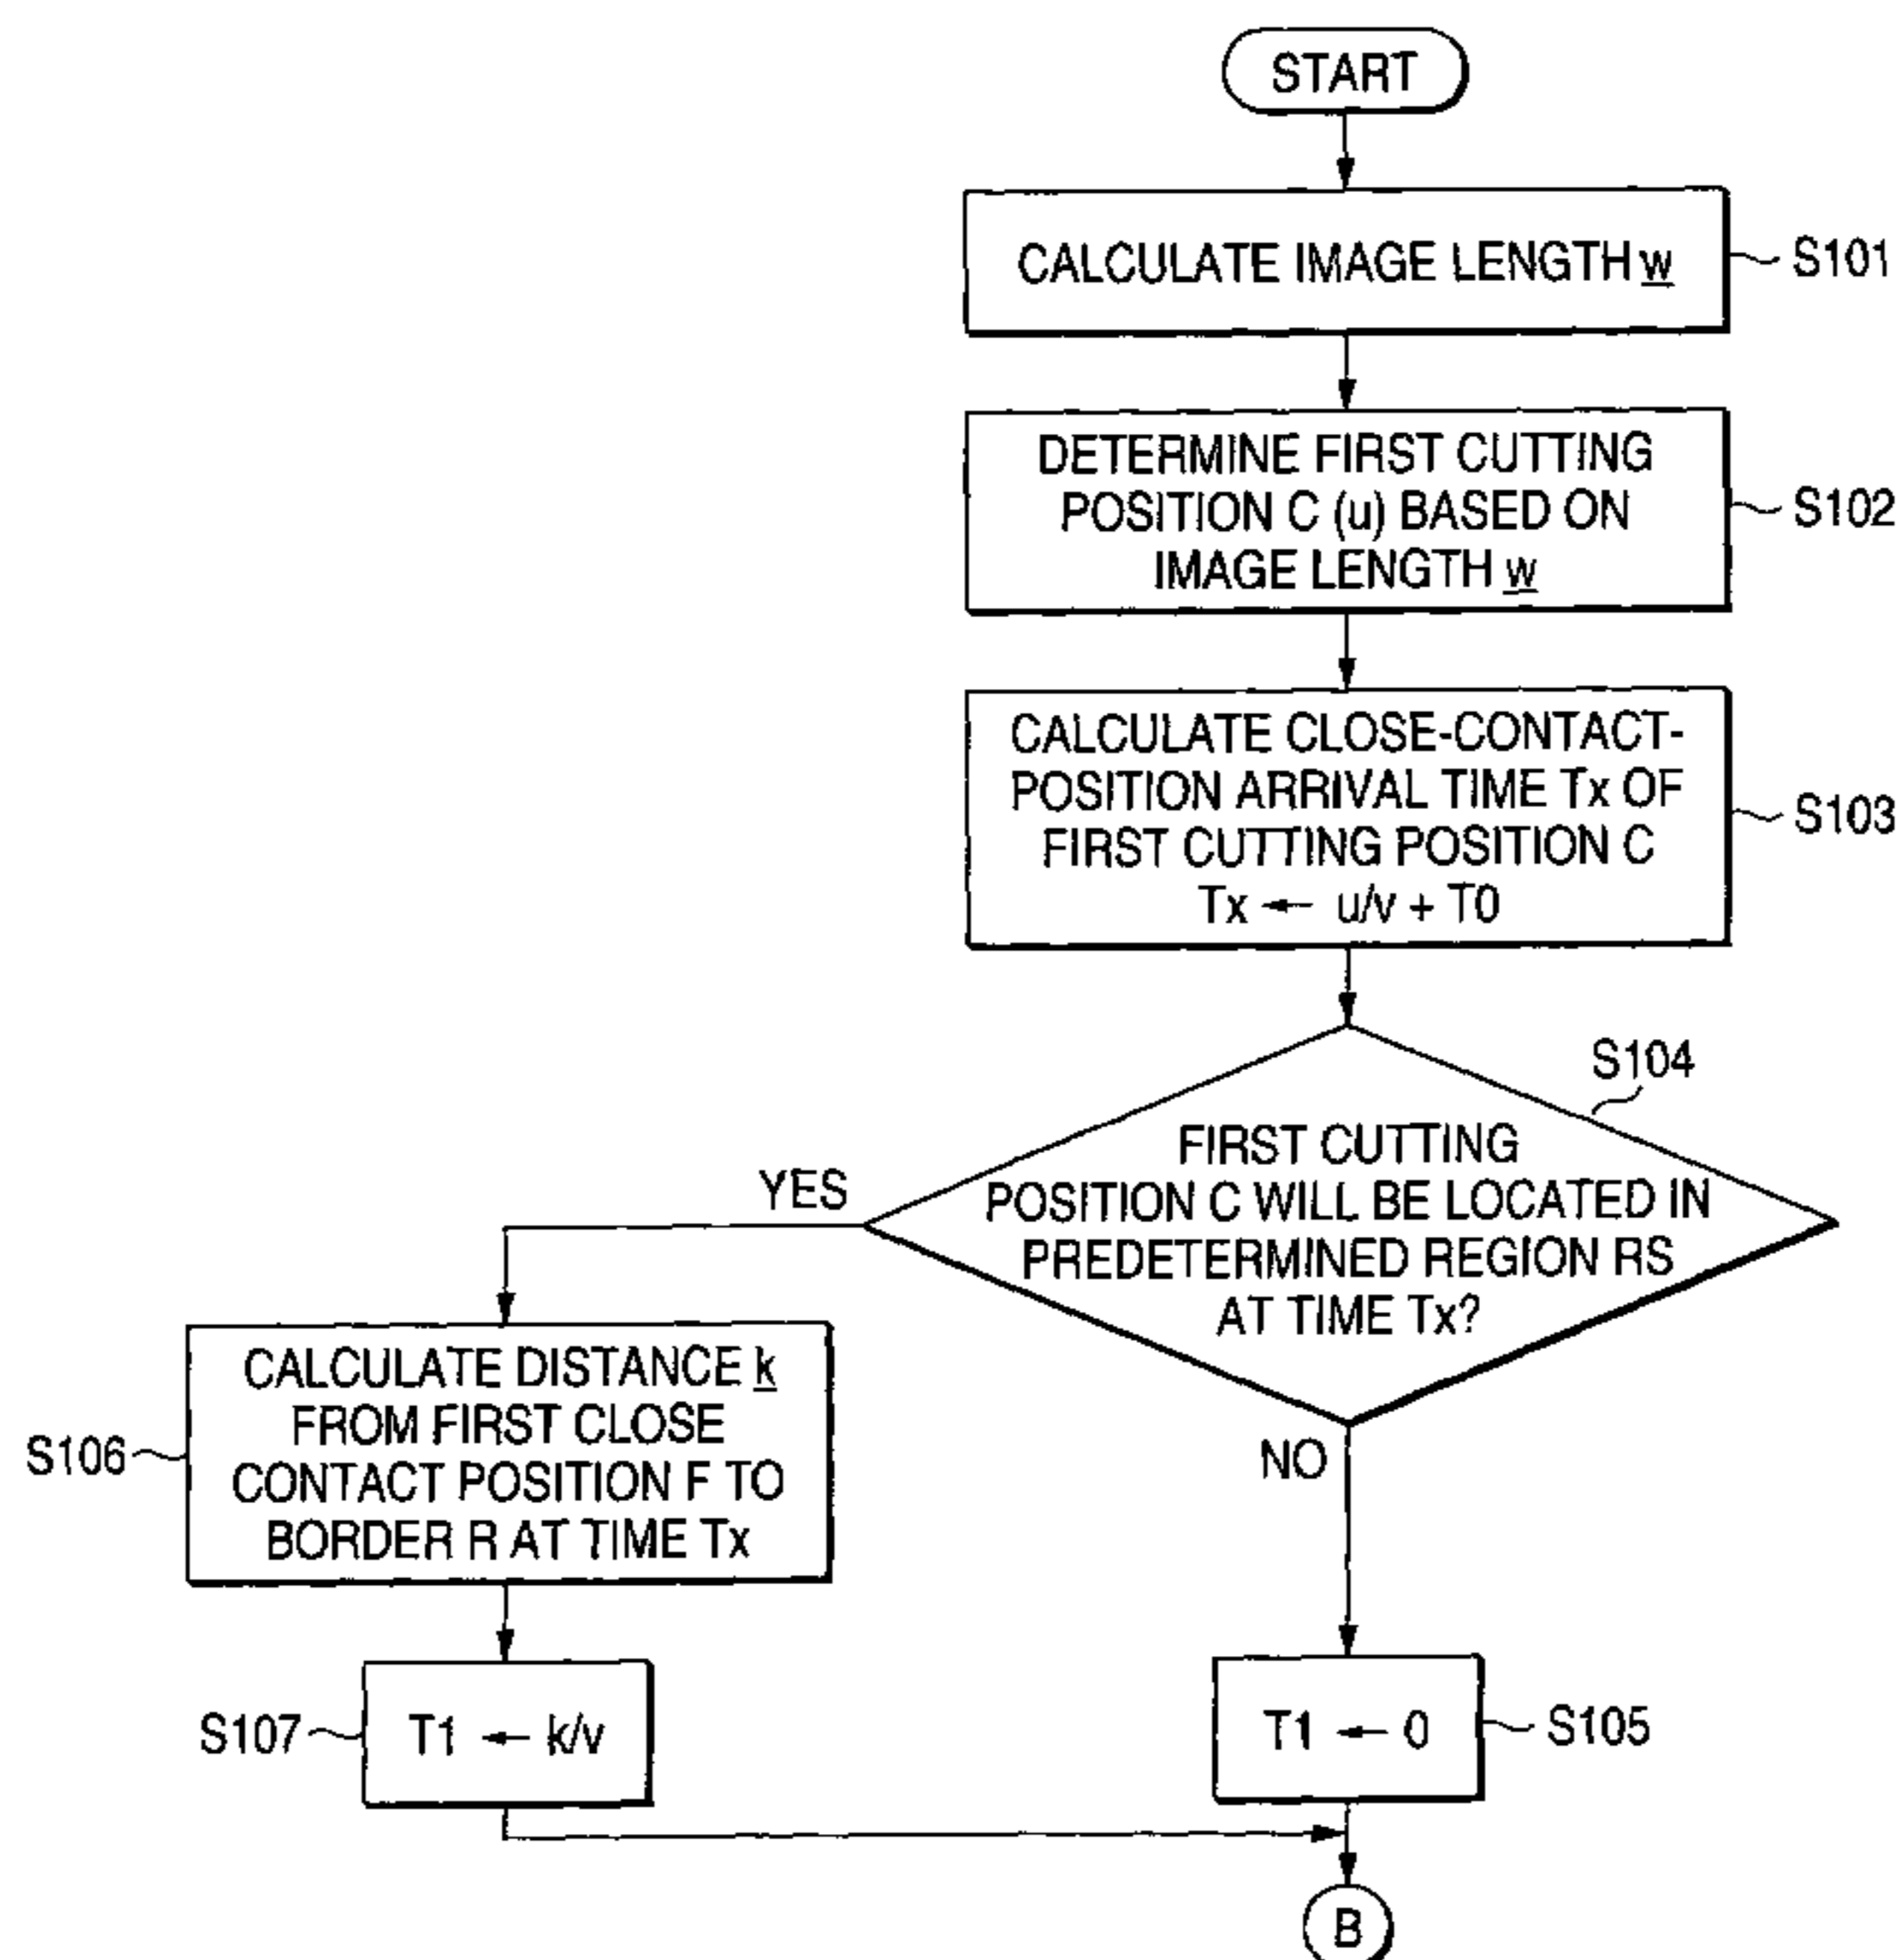 START
CALCULATE IMAGE LENGTH w
S101
DETERMINE FIRST CUTTING
POSITION C (u) BASED ON
IMAGE LENGTH w
S102
CALCULATE CLOSE-CONTACT-
POSITION ARRIVAL TIME Tx OF
FIRST CUTTING POSITION C
Tx ← u/v + T0
S103
S104
FIRST CUTTING
POSITION C WILL BE LOCATED IN
PREDETERMINED REGION RS
AT TIME Tx?
YES
NO
CALCULATE DISTANCE k
FROM FIRST CLOSE
CONTACT POSITION F TO
BORDER R AT TIME Tx
S106
S107
T1 ← k/v
T1 ← 0
S105
B